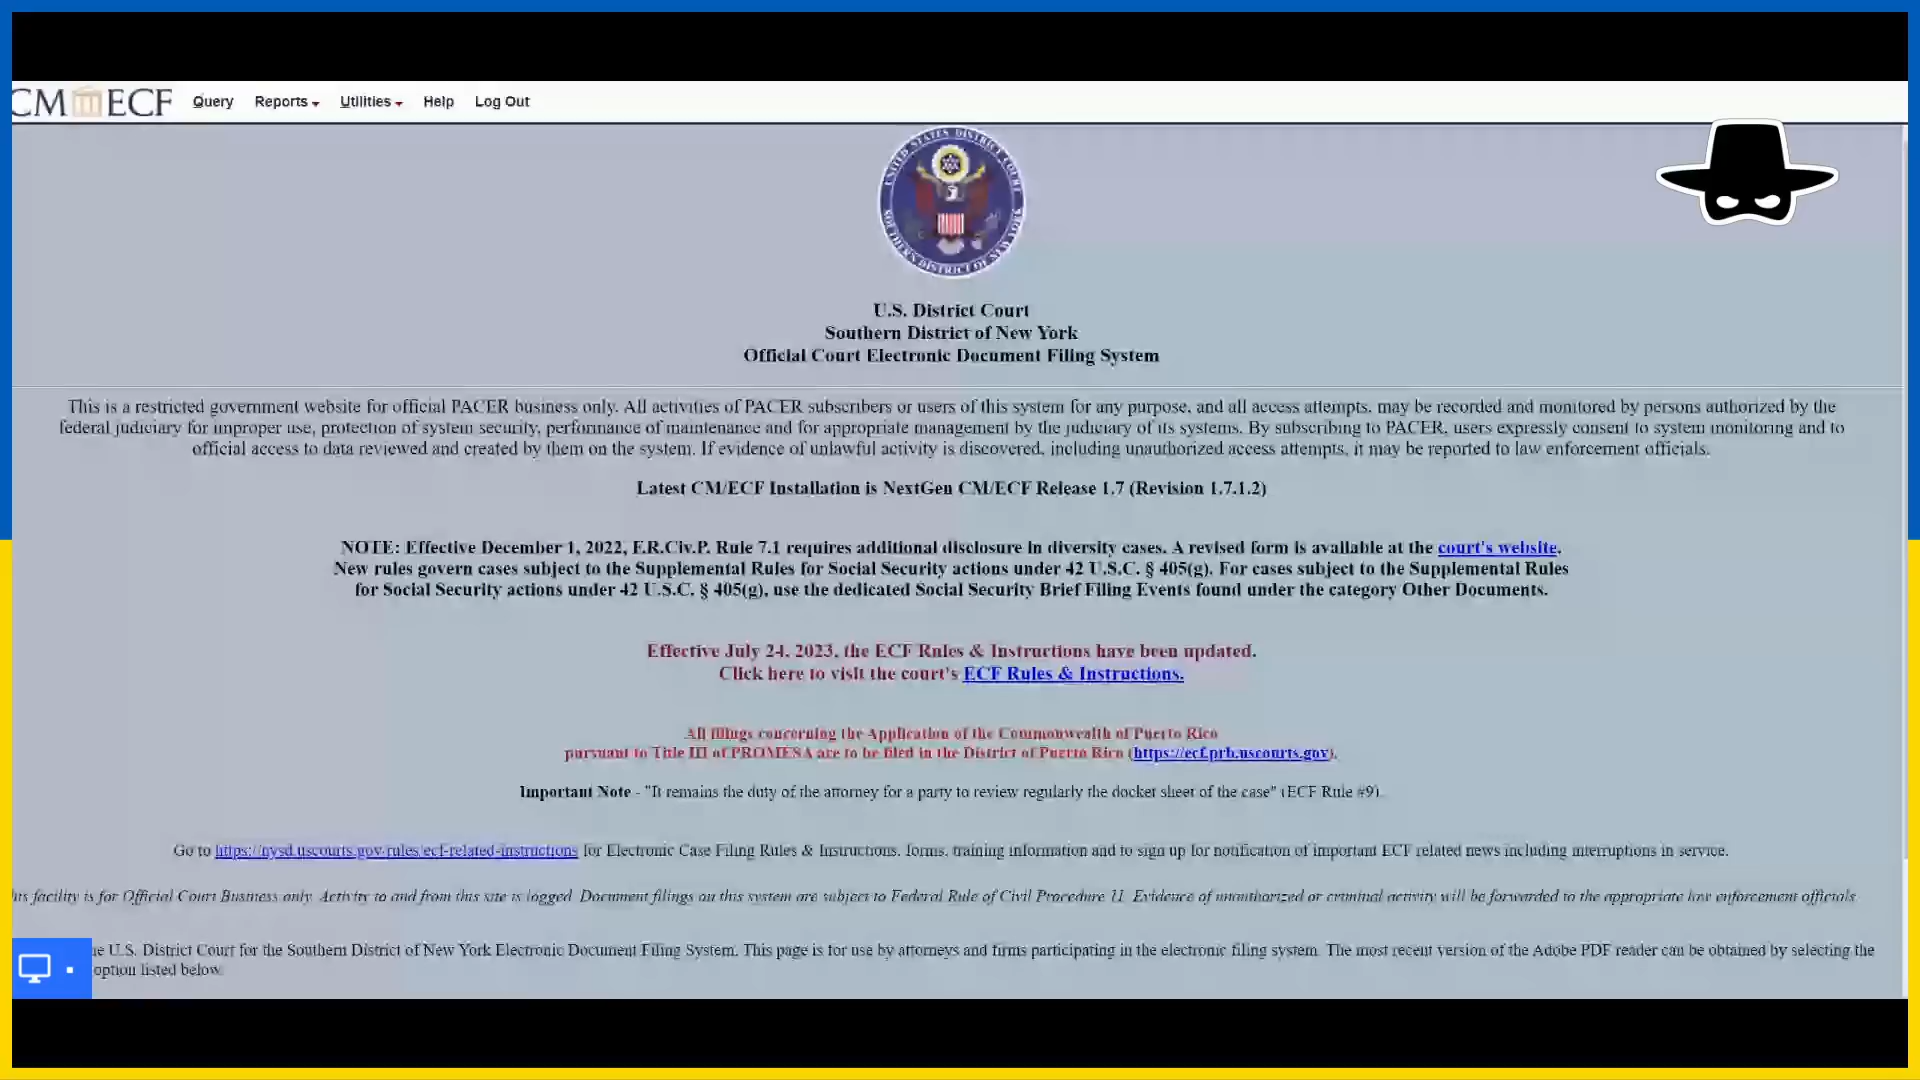 CM ECF Query Reports Utilities Help Log Out
UNITED STATES DISTRICT COURT
SOUTHERN DISTRICT OF NEW YORK
U.S. District Court
Southern District of New York
Official Court Electronic Document Filing System
This is a restricted government website for official PACER business only. All activities of PACER subscribers or users of this system for any purpose, and all access attempts, may be recorded and monitored by persons authorized by the
federal judiciary for improper use, protection of system security, performance of maintenance and for appropriate management by the judiciary of its systems. By subscribing to PACER, users expressly consent to system monitoring and to
official access to data reviewed and created by them on the system. If evidence of unlawful activity is discovered, including unauthorized access attempts, it may be reported to law enforcement officials.
Latest CM/ECF Installation is NextGen CM/ECF Release 1.7 (Revision 1.7.1.2)
NOTE: Effective December 1, 2022, F.R.Civ.P. Rule 7.1 requires additional disclosure in diversity cases. A revised form is available at the court's website.
New rules govern cases subject to the Supplemental Rules for Social Security actions under 42 U.S.C. § 405(g). For cases subject to the Supplemental Rules
for Social Security actions under 42 U.S.C. § 405(g), use the dedicated Social Security Brief Filing Events found under the category Other Documents.
Effective July 24, 2023, the ECF Rules & Instructions have been updated.
Click here to visit the court's ECF Rules & Instructions.
All filings concerning the Application of the Commonwealth of Puerto Rico
pursuant to Title III of PROMESA are to be filed in the District of Puerto Rico (https://ecf.prb.uscourts.gov).
Important Note - "It remains the duty of the attorney for a party to review regularly the docket sheet of the case" (ECF Rule #9).
Go to https://nysd.uscourts.gov/rules/ecf-related-instructions for Electronic Case Filing Rules & Instructions, forms, training information and to sign up for notification of important ECF related news including interruptions in service.
his facility is for Official Court Business only. Activity to and from this site is logged. Document filings on this system are subject to Federal Rule of Civil Procedure 11. Evidence of unauthorized or criminal activity will be forwarded to the appropriate law enforcement officials.
he U.S. District Court for the Southern District of New York Electronic Document Filing System. This page is for use by attorneys and firms participating in the electronic filing system. The most recent version of the Adobe PDF reader can be obtained by selecting the
option listed below.